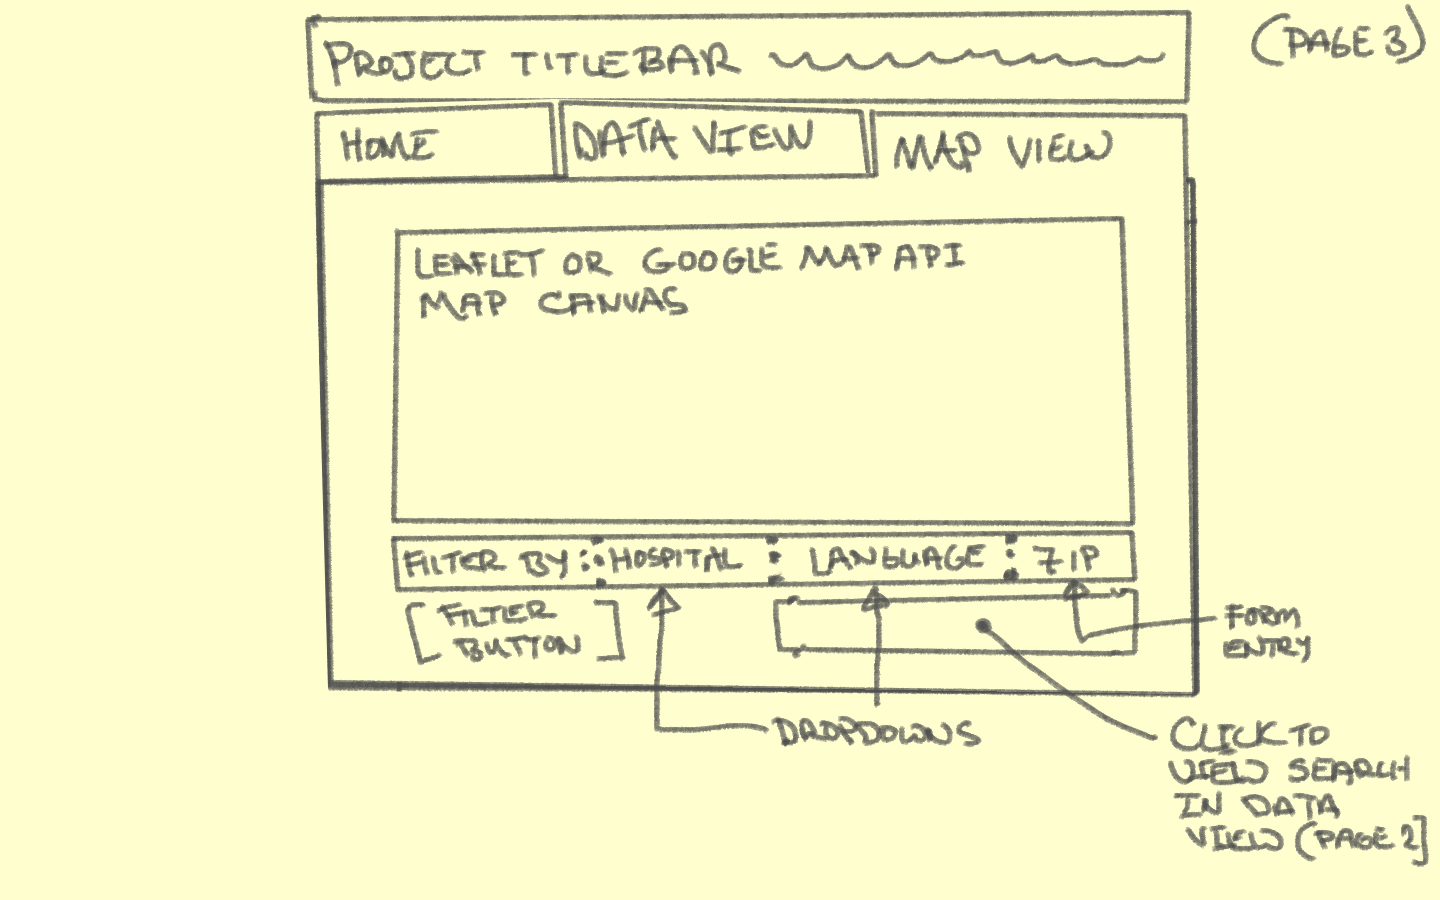 (PAGE 3)
PROJECT TITLEBAR
HOME
DATA VIEW
MAP VIEW
LEAFLET OR GOOGLE MAP API
MAP CANVAS
FILTER BY: HOSPITAL LANGUAGE ZIP
[FILTER
BUTTON]
FORM
ENTRY
DROPDOWNS
CLICK TO
VIEW SEARCH
IN DATA
VIEW (PAGE 2]